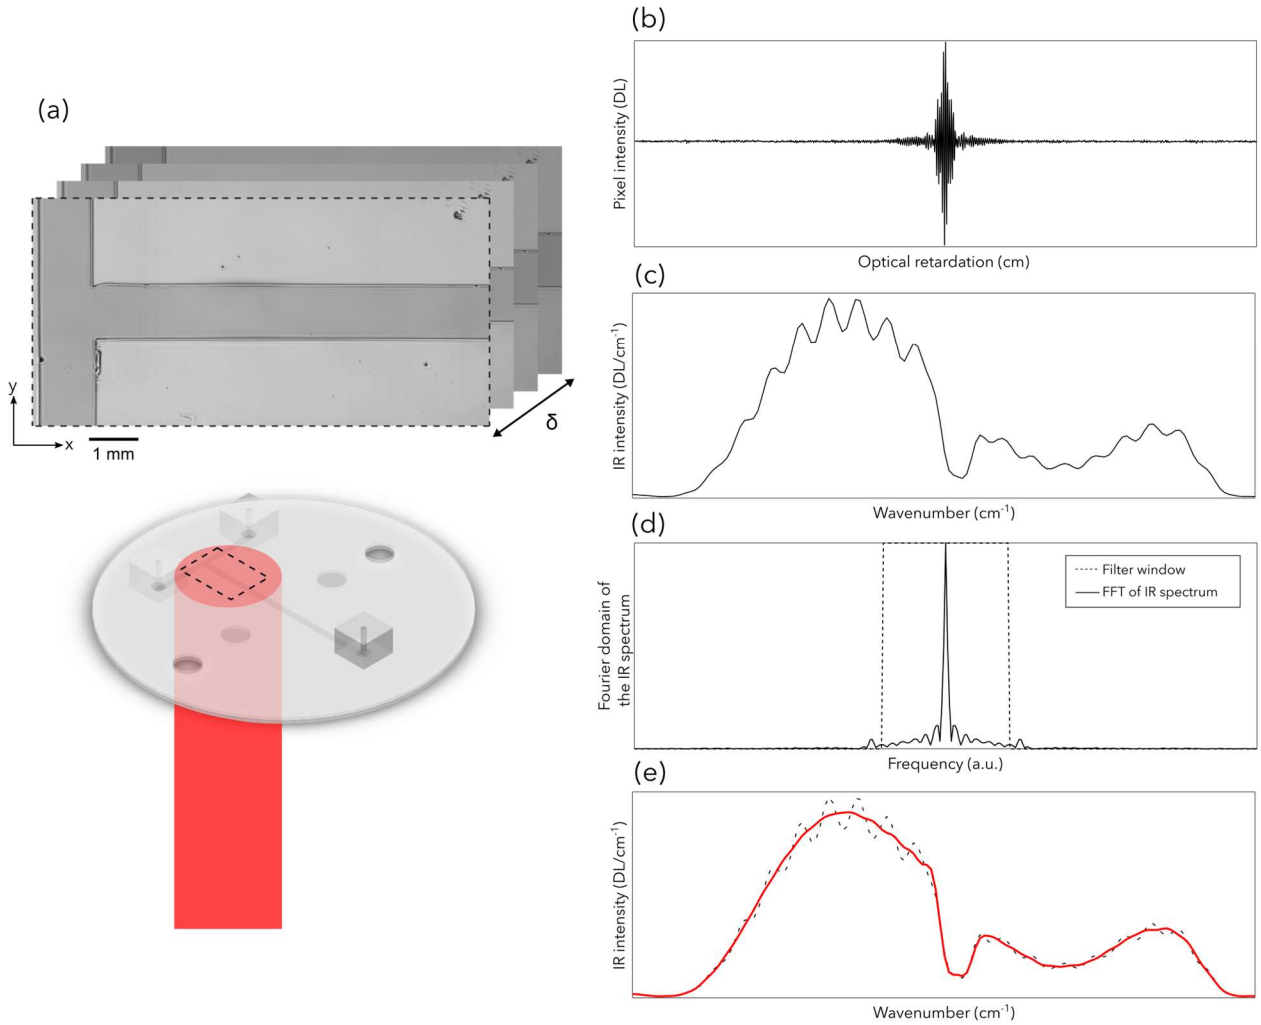 (a)
y
x
1 mm
δ
(b)
Pixel intensity (DL)
Optical retardation (cm)
(c)
IR intensity (DL/cm⁻¹)
Wavenumber (cm⁻¹)
(d)
Fourier domain of
the IR spectrum
Filter window
FFT of IR spectrum
Frequency (a.u.)
(e)
IR intensity (DL/cm⁻¹)
Wavenumber (cm⁻¹)